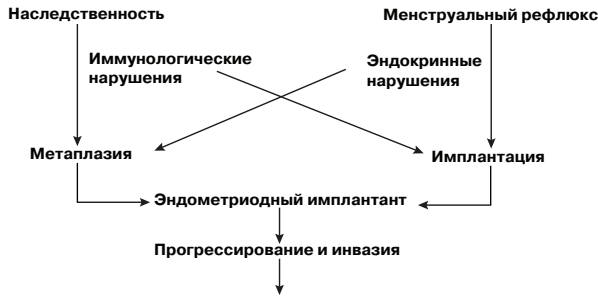 Наследственность
Менструальный рефлюкс
Иммунологические
нарушения
Эндокринные
нарушения
Метаплазия
Имплантация
Эндометриодный имплантант
Прогрессирование и инвазия